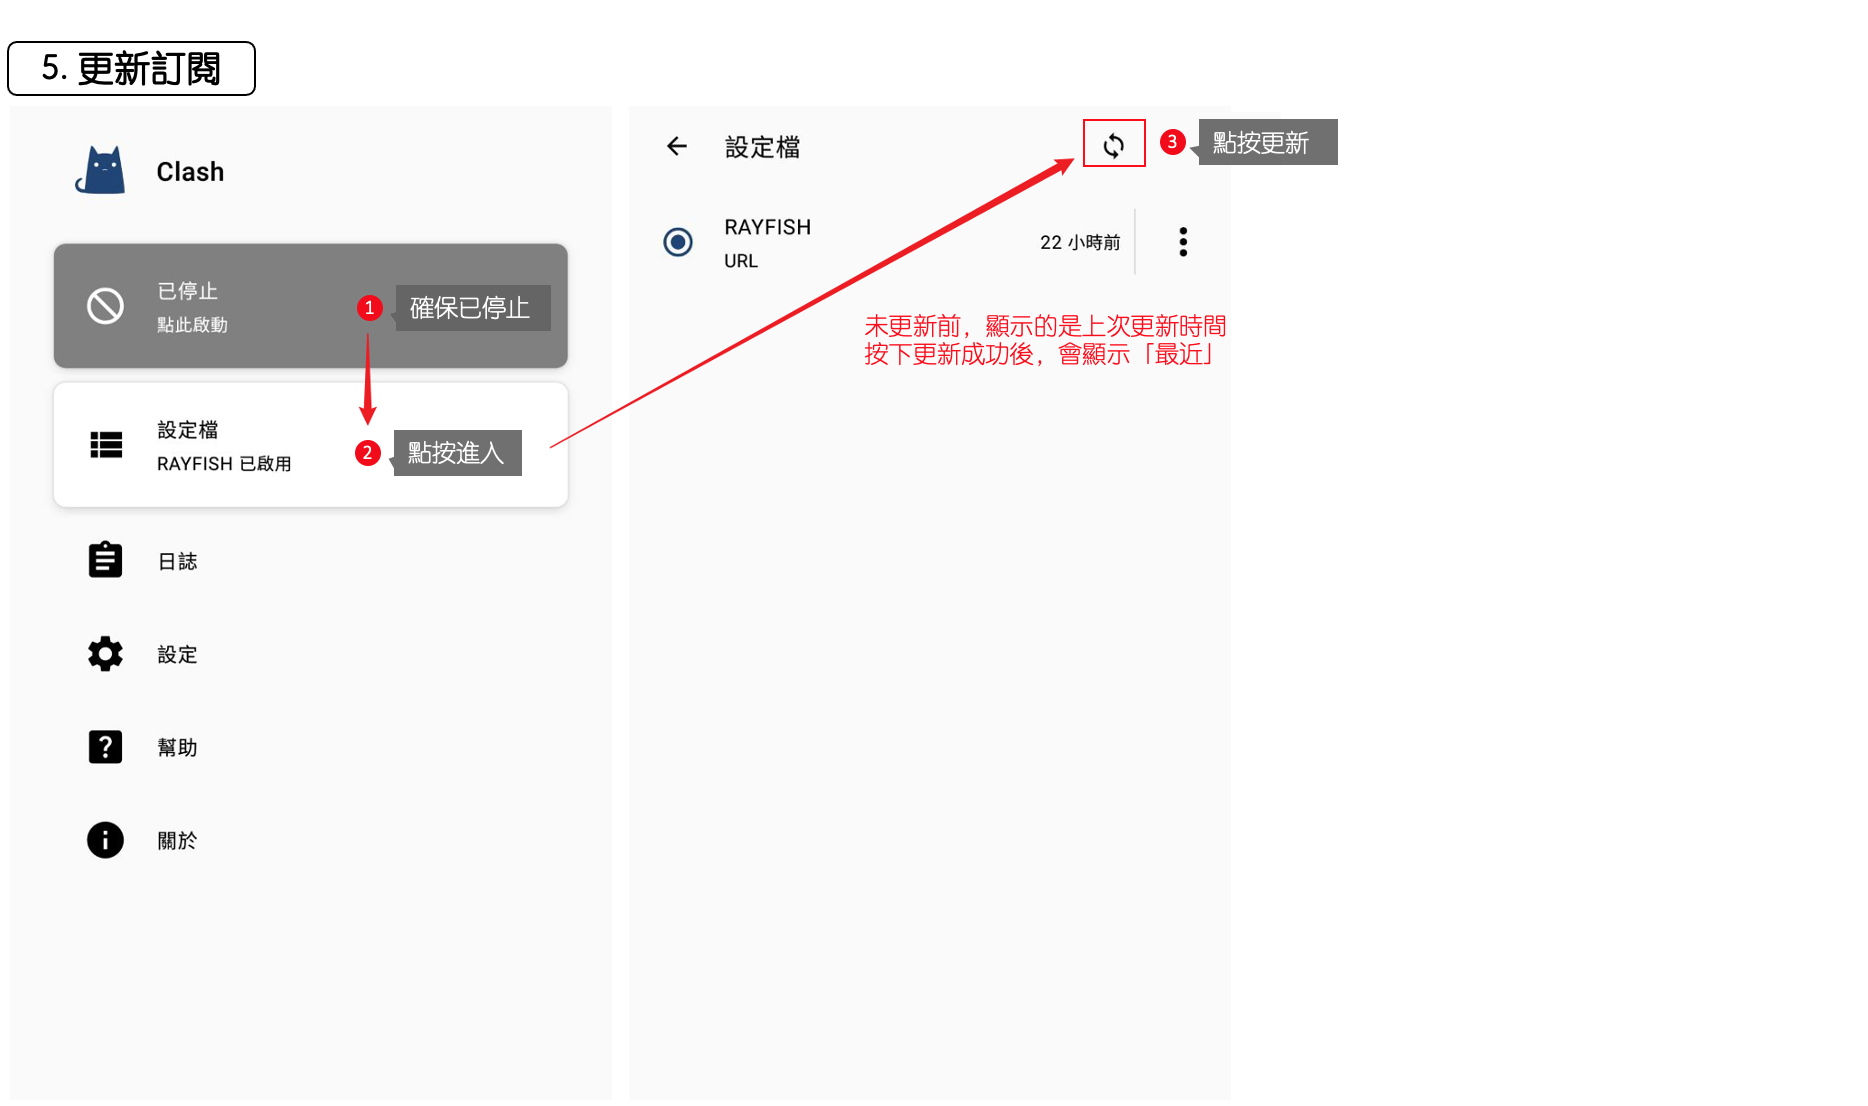 5. 更新訂閱
Clash
已停止
點此啟動
1 確保已停止
設定檔
RAYFISH 已啟用
2 點按進入
日誌
設定
幫助
關於
設定檔
3 點按更新
RAYFISH
URL
22 小時前
未更新前，顯示的是上次更新時間
按下更新成功後，會顯示「最近」